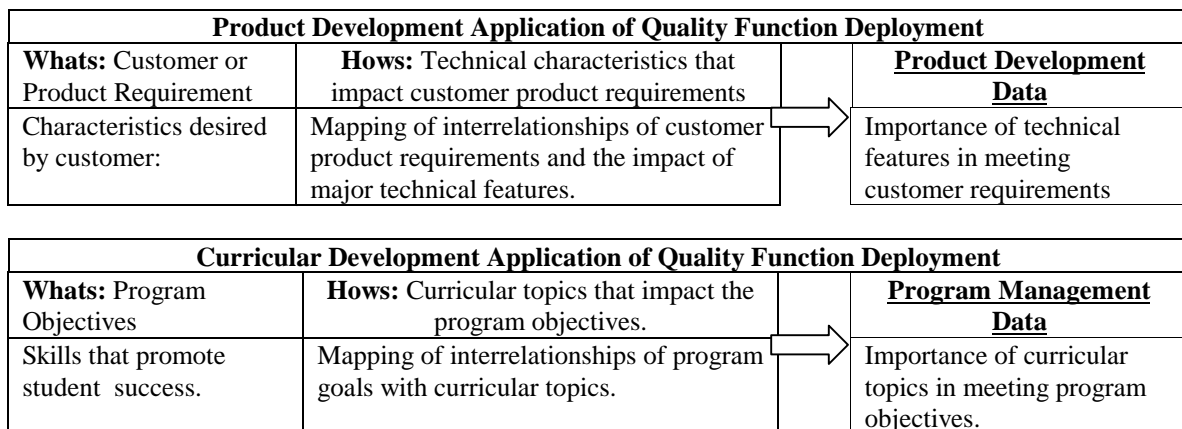 Product Development Application of Quality Function Deployment
Whats: Customer or
Product Requirement
Hows: Technical characteristics that
impact customer product requirements
Product Development
Data
Characteristics desired
by customer:
Mapping of interrelationships of customer
product requirements and the impact of
major technical features.
Importance of technical
features in meeting
customer requirements
Curricular Development Application of Quality Function Deployment
Whats: Program
Objectives
Hows: Curricular topics that impact the
program objectives.
Program Management
Data
Skills that promote
student success.
Mapping of interrelationships of program
goals with curricular topics.
Importance of curricular
topics in meeting program
objectives.